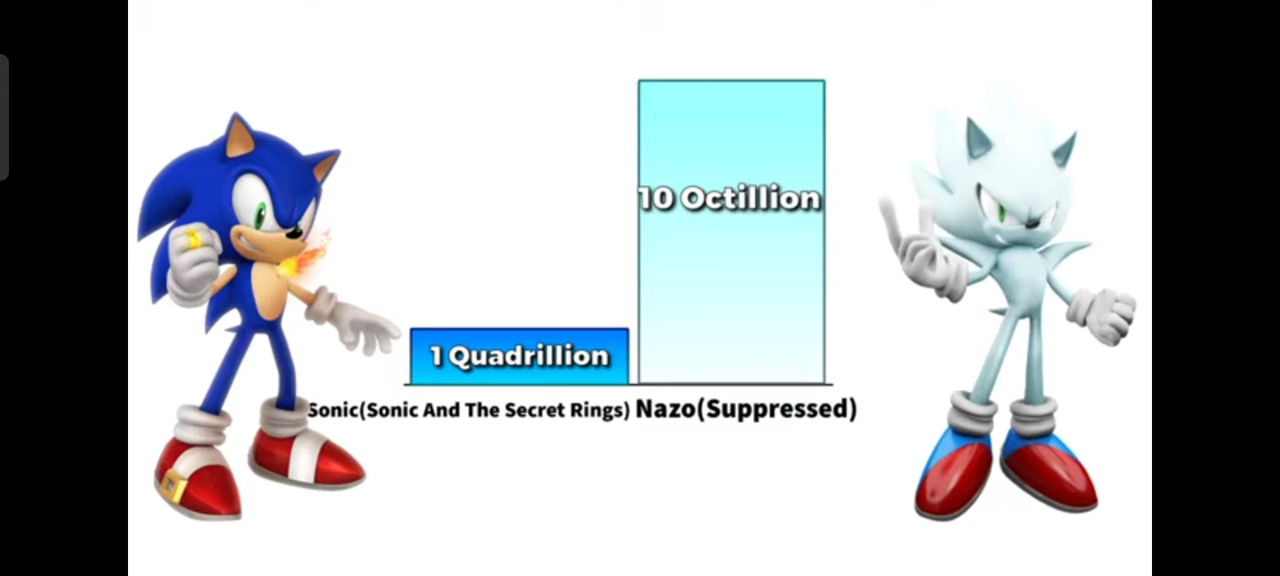 10 Octillion
1 Quadrillion
Sonic(Sonic And The Secret Rings) Nazo(Suppressed)